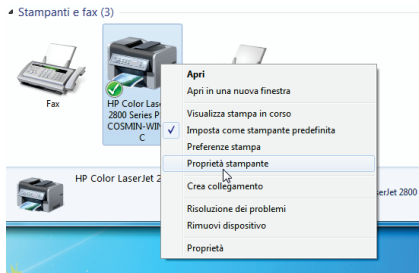 Stampanti e fax (3)
Fax
HP Color Las
2800 Series P
COSMIN-WIN
C
Apri
Apri in una nuova finestra
Visualizza stampa in corso
Imposta come stampante predefinita
Preferenze stampa
Proprietà stampante
Crea collegamento
Risoluzione dei problemi
Rimuovi dispositivo
Proprietà
HP Color LaserJet 2
serJet 2800